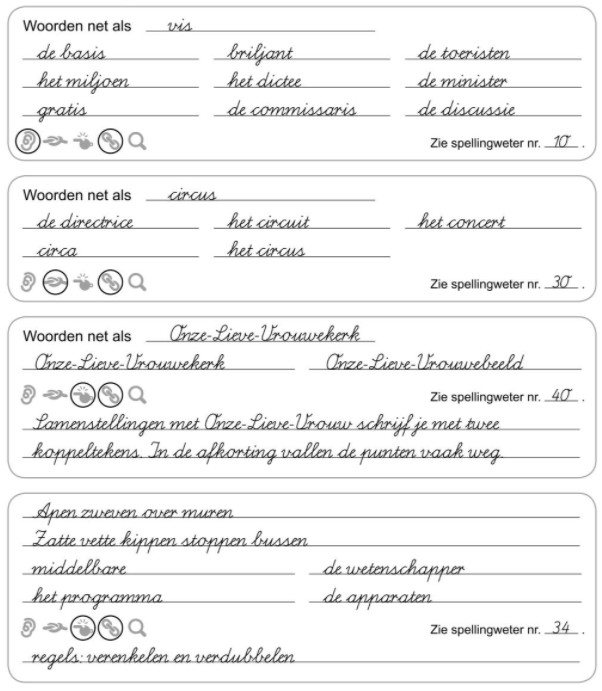 Woorden net als vis
de basis briljant de toeristen
het miljoen het dictee de minister
gratis de commissaris de discussie
Zie spellingweter nr. 10 .
Woorden net als circus
de directrice het circuit het concert
circa het circus
Zie spellingweter nr. 30 .
Woorden net als Onze-Lieve-Vrouwekerk
Onze-Lieve-Vrouwekerk Onze-Lieve-Vrouwebeeld
Zie spellingweter nr. 40 .
Samenstellingen met Onze-Lieve-Vrouw schrijf je met twee
koppeltekens. In de afkorting vallen de punten vaak weg.
Apen zweven over muren
Zatte vette kippen stoppen bussen
middelbare de wetenschapper
het programma de apparaten
Zie spellingweter nr. 34 .
regels: verenkelen en verdubbelen